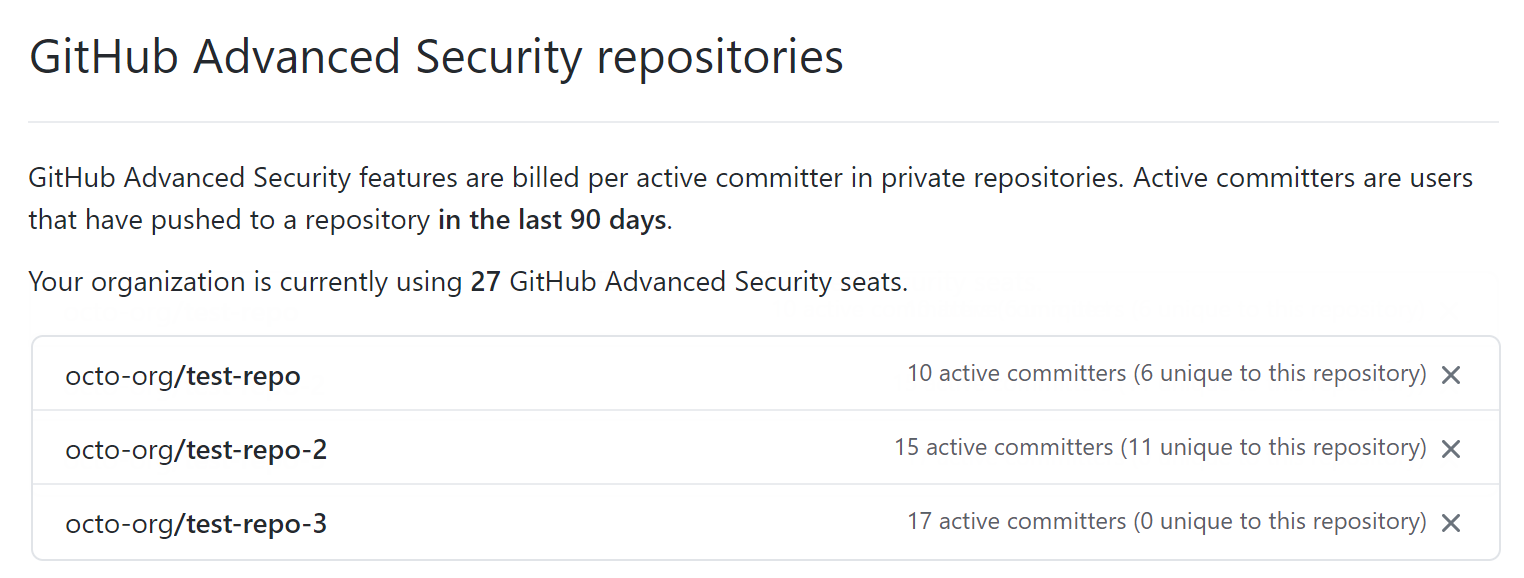 GitHub Advanced Security repositories
GitHub Advanced Security features are billed per active committer in private repositories. Active committers are users
that have pushed to a repository in the last 90 days.
Your organization is currently using 27 GitHub Advanced Security seats.
octo-org/test-repo 10 active committers (6 unique to this repository)
octo-org/test-repo-2 15 active committers (11 unique to this repository)
octo-org/test-repo-3 17 active committers (0 unique to this repository)